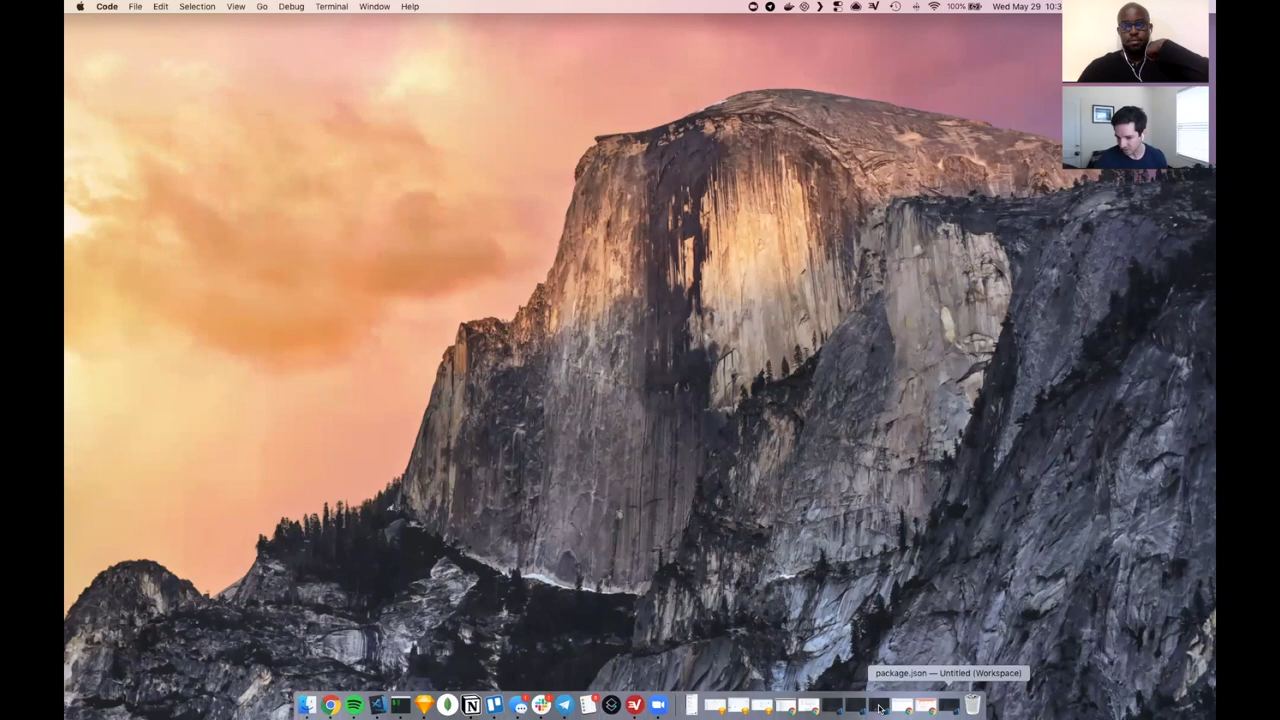 Code File Edit Selection View Go Debug Terminal Window Help 100% Wed May 29 10:3
package.json — Untitled (Workspace)